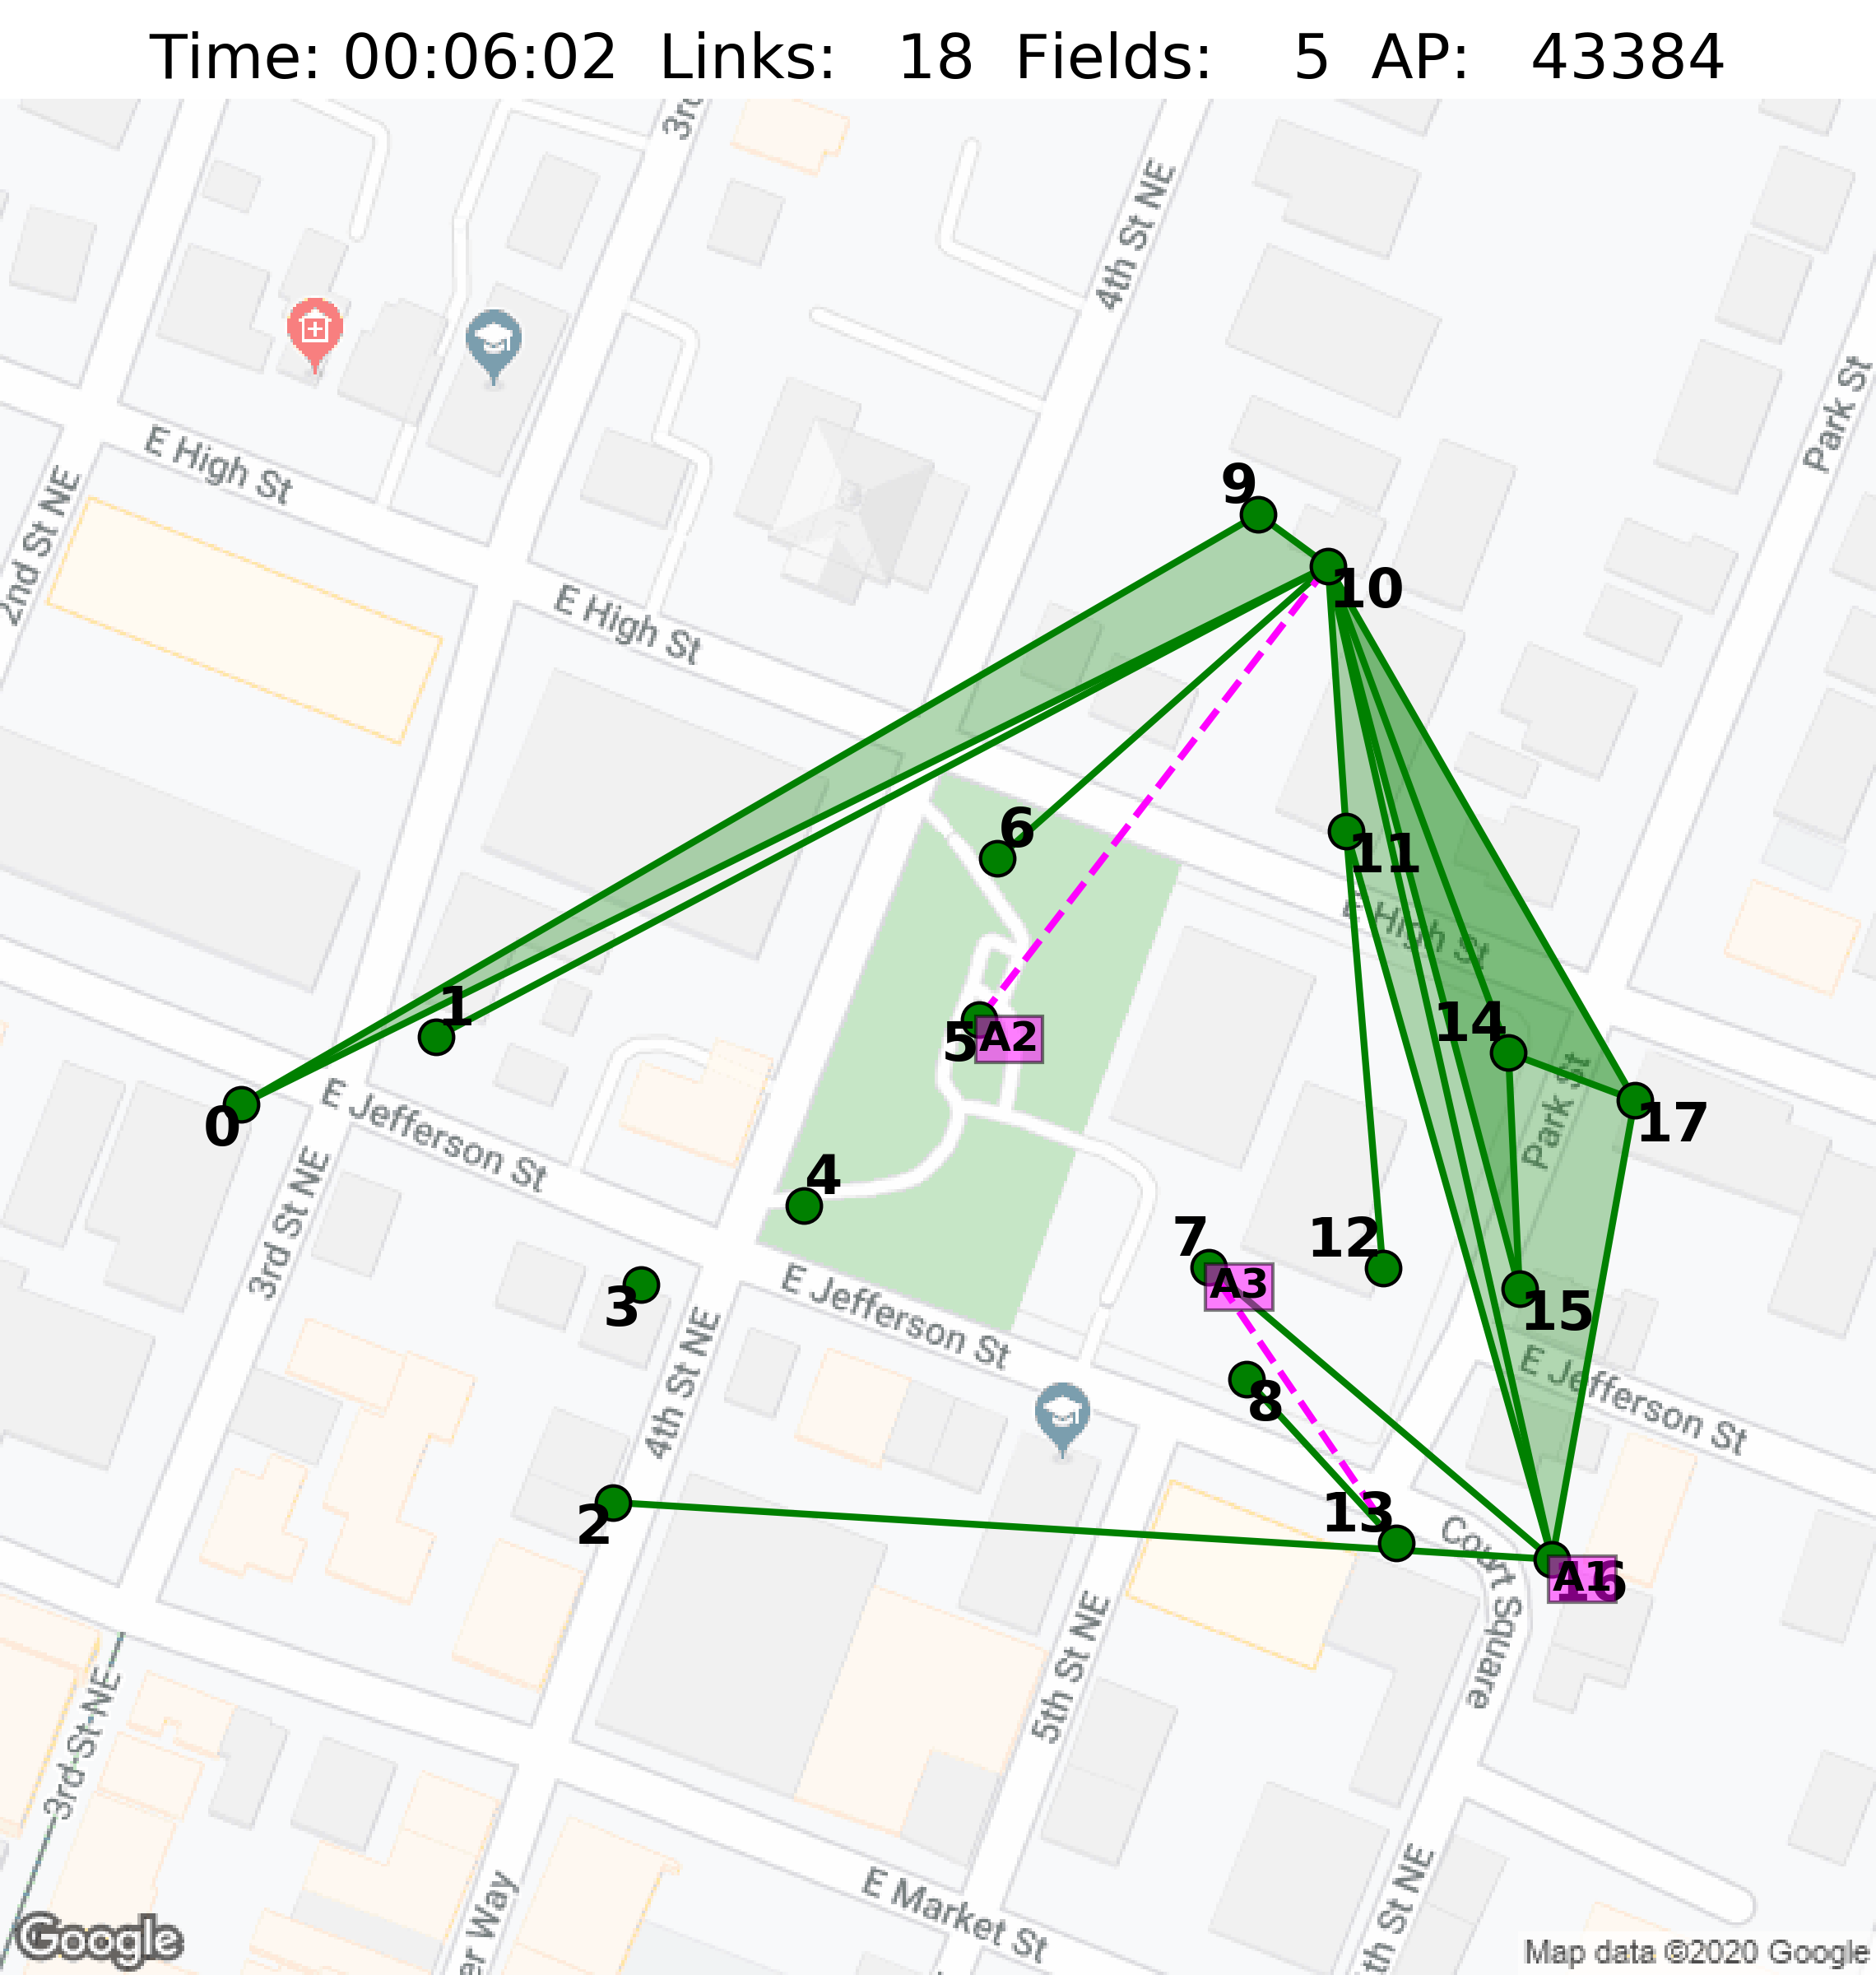 Time: 00:06:02 Links: 18 Fields: 5 AP: 43384
3rd
4th St NE
Park St
E High St
2nd St NE
9
10
E High St
6
11
E High St
1
14
5
A2
Park St
0
E Jefferson St
17
4
3rd St NE
7
12
A3
3
E Jefferson St
15
4th St NE
E Jefferson St
8
13
2
Court Square
A1
16
5th St NE
3rd St NE
E Market St
er Way
th St NE
Google
Map data ©2020 Google